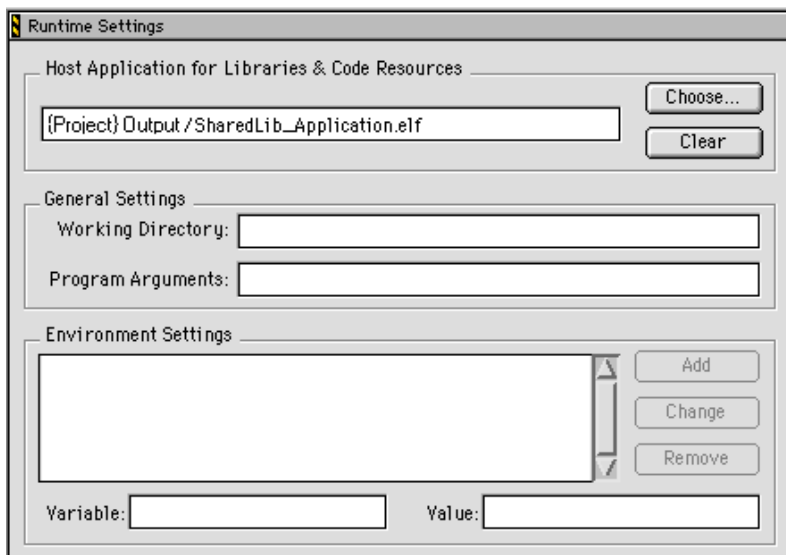 Runtime Settings
Host Application for Libraries & Code Resources
{Project} Output /SharedLib_Application.elf
Choose...
Clear
General Settings
Working Directory:
Program Arguments:
Environment Settings
Add
Change
Remove
Variable:
Value: